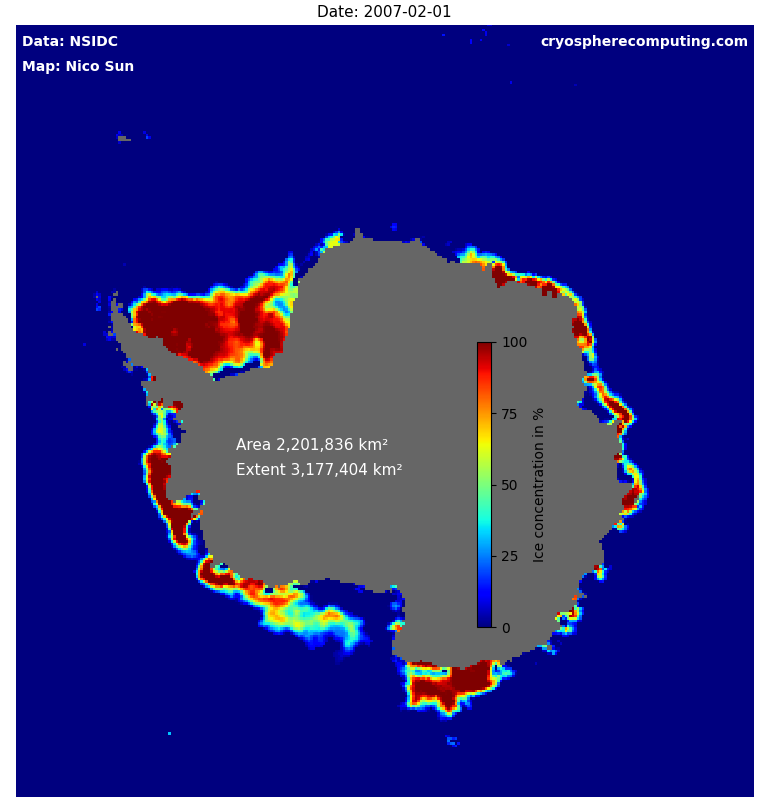 Date: 2007-02-01
Data: NSIDC
cryospherecomputing.com
Map: Nico Sun
Area 2,201,836 km²
Extent 3,177,404 km²
100
75
50
25
0
Ice concentration in %